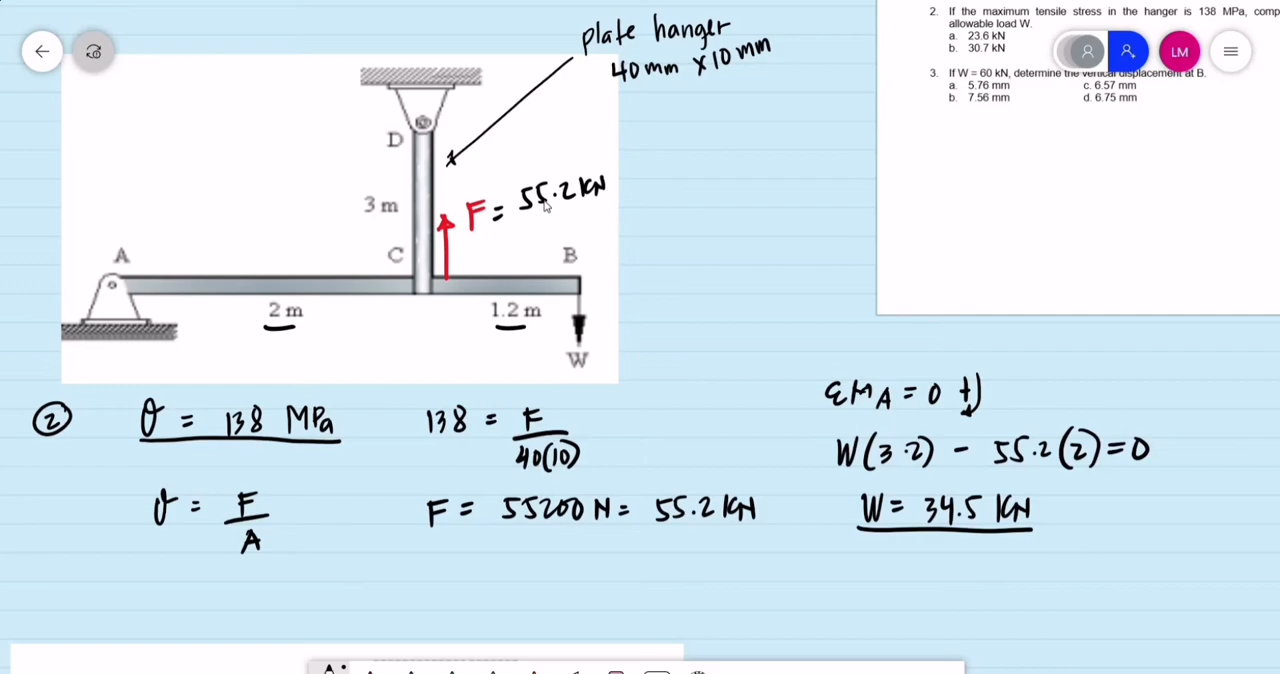 2. If the maximum tensile stress in the hanger is 138 MPa, comp
allowable load W.
a. 23.6 kN
b. 30.7 kN
3. If W = 60 kN, determine the vertical displacement at B.
a. 5.76 mm c. 6.57 mm
b. 7.56 mm d. 6.75 mm
LM
plate hanger
40 mm x 10 mm
D
3 m
F = 55.2 KN
C
A
B
2 m
1.2 m
W
② σ = 138 MPa
σ = F
A
138 = F
40(10)
F = 55200 N = 55.2 KN
ΣMA = 0 +
W(3.2) - 55.2(2) = 0
W = 34.5 KN